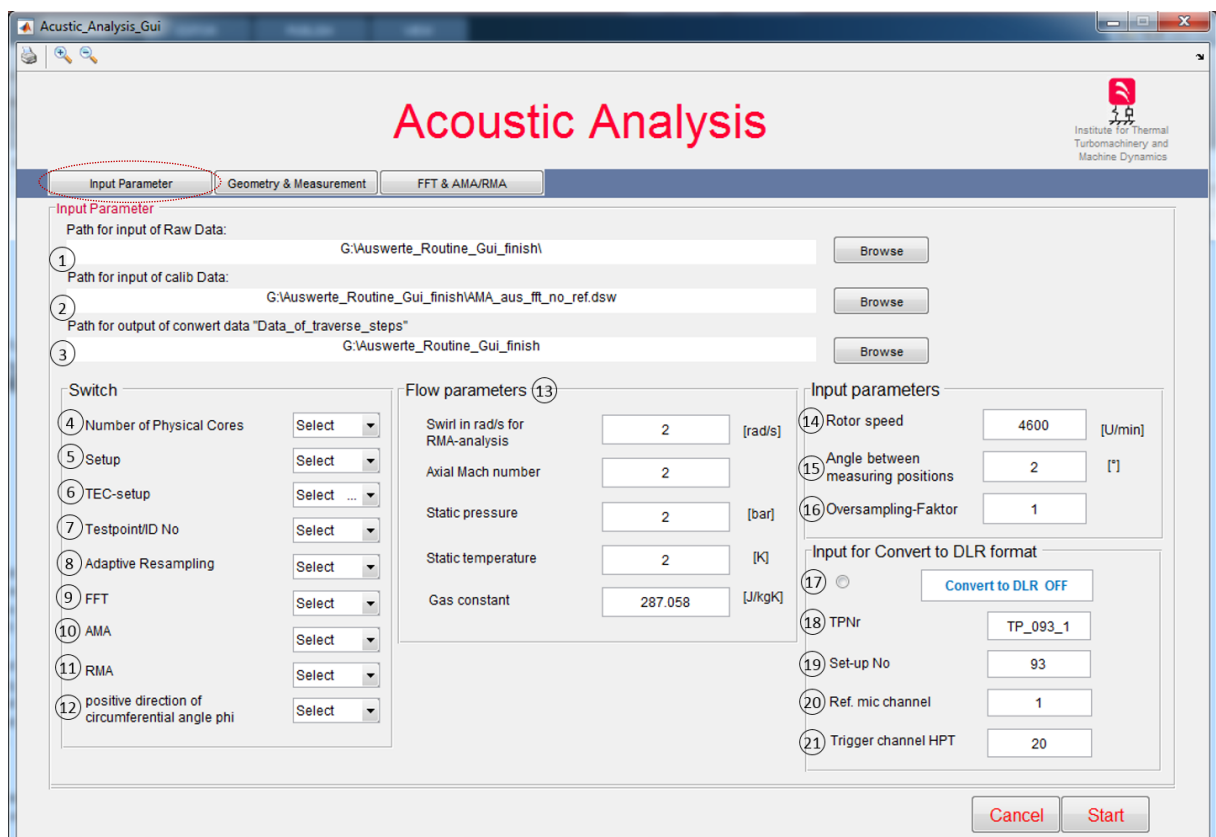 Acustic_Analysis_Gui
Acoustic Analysis
Institute for Thermal
Turbomachinery and
Machine Dynamics
Input Parameter
Geometry & Measurement
FFT & AMA/RMA
Input Parameter
Path for input of Raw Data:
1 G:\Auswerte_Routine_Gui_finish\ Browse
Path for input of calib Data:
2 G:\Auswerte_Routine_Gui_finish\AMA_aus_fft_no_ref.dsw Browse
Path for output of conwert data "Data_of_traverse_steps"
3 G:\Auswerte_Routine_Gui_finish Browse
Switch
4 Number of Physical Cores Select
5 Setup Select
6 TEC-setup Select ...
7 Testpoint/ID No Select
8 Adaptive Resampling Select
9 FFT Select
10 AMA Select
11 RMA Select
12 positive direction of
circumferential angle phi Select
Flow parameters 13
Swirl in rad/s for
RMA-analysis 2 [rad/s]
Axial Mach number 2
Static pressure 2 [bar]
Static temperature 2 [K]
Gas constant 287.058 [J/kgK]
Input parameters
14 Rotor speed 4600 [U/min]
15 Angle between
measuring positions 2 [°]
16 Oversampling-Faktor 1
Input for Convert to DLR format
17 Convert to DLR OFF
18 TPNr TP_093_1
19 Set-up No 93
20 Ref. mic channel 1
21 Trigger channel HPT 20
Cancel Start